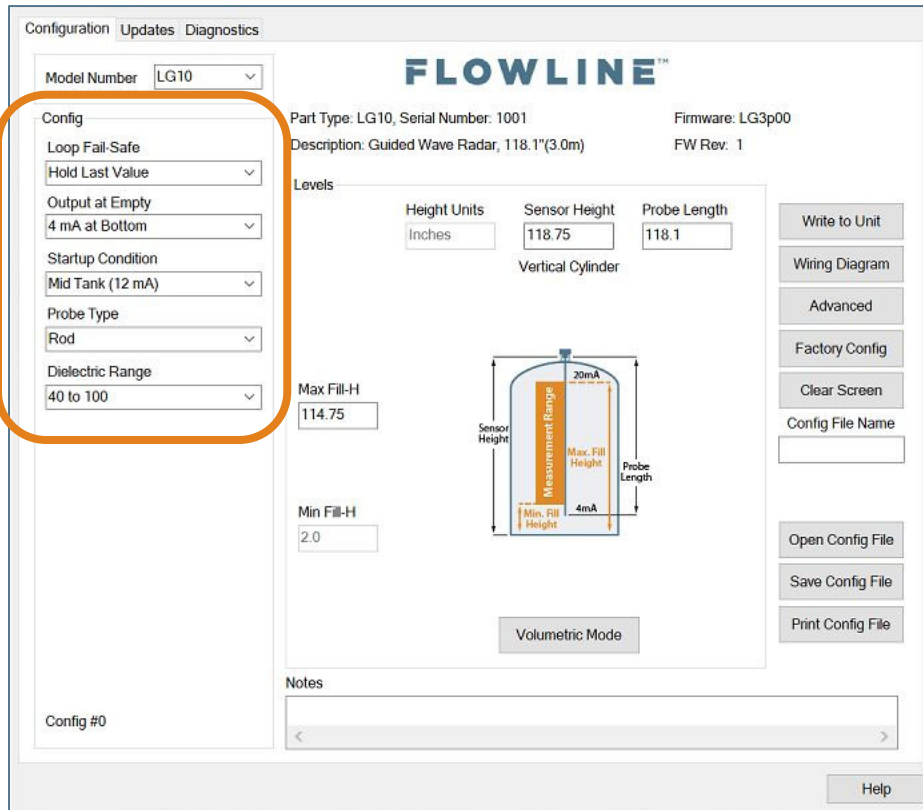 Configuration Updates Diagnostics
Model Number LG10
FLOWLINE™
Config
Loop Fail-Safe
Hold Last Value
Output at Empty
4 mA at Bottom
Startup Condition
Mid Tank (12 mA)
Probe Type
Rod
Dielectric Range
40 to 100
Config #0
Part Type: LG10, Serial Number: 1001 Firmware: LG3p00
Description: Guided Wave Radar, 118.1"(3.0m) FW Rev. 1
Levels
Height Units Sensor Height Probe Length
Inches 118.75 118.1
Vertical Cylinder
Max Fill-H
114.75
Min Fill-H
2.0
20mA
Sensor
Height
Measurement Range
Max. Fill
Height
Probe
Length
Min. Fill
Height
4mA
Volumetric Mode
Notes
Write to Unit
Wiring Diagram
Advanced
Factory Config
Clear Screen
Config File Name
Open Config File
Save Config File
Print Config File
Help